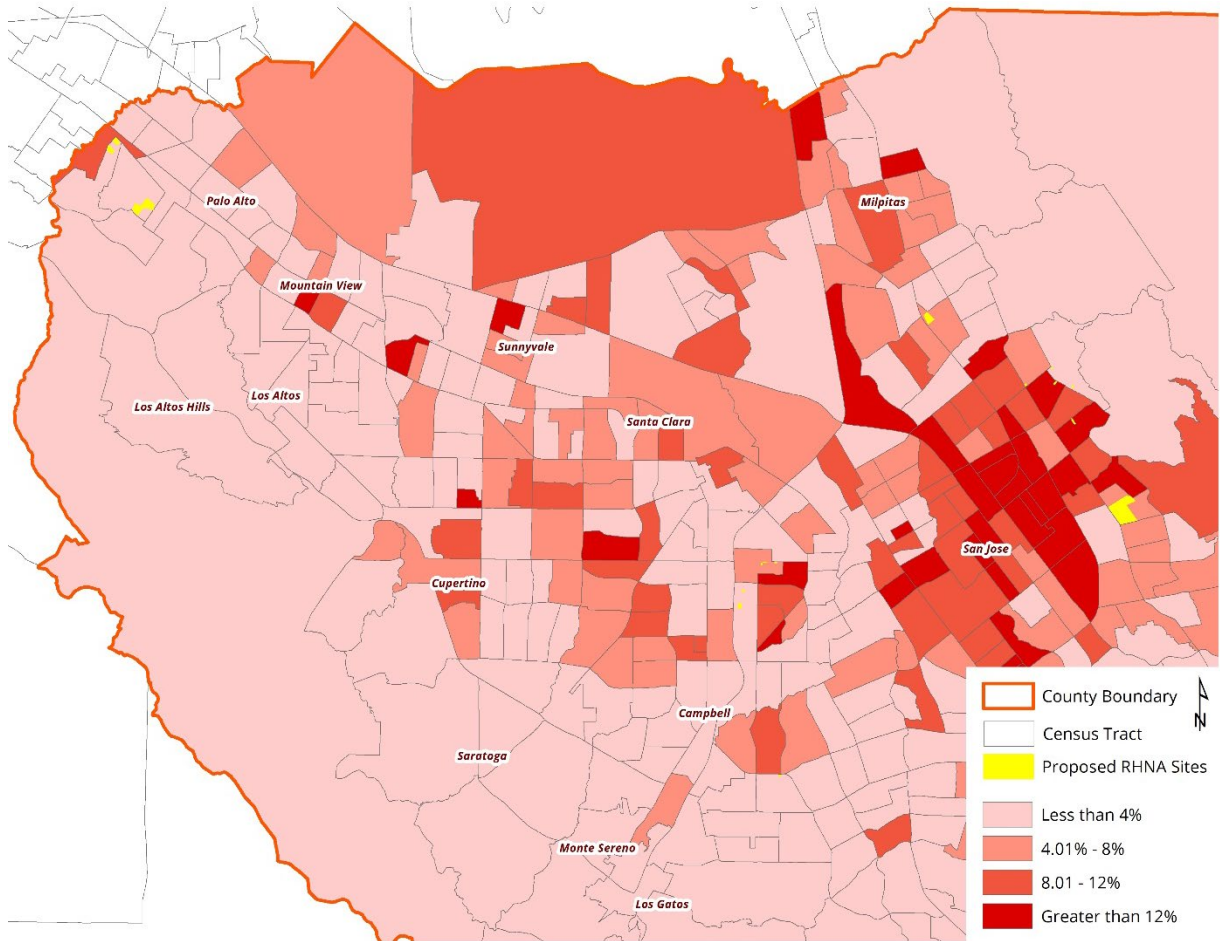 Palo Alto
Milpitas
Mountain View
Sunnyvale
Los Altos
Los Altos Hills
Santa Clara
San Jose
Cupertino
Campbell
Saratoga
Monte Sereno
Los Gatos
County Boundary
N
Census Tract
Proposed RHNA Sites
Less than 4%
4.01% - 8%
8.01 - 12%
Greater than 12%